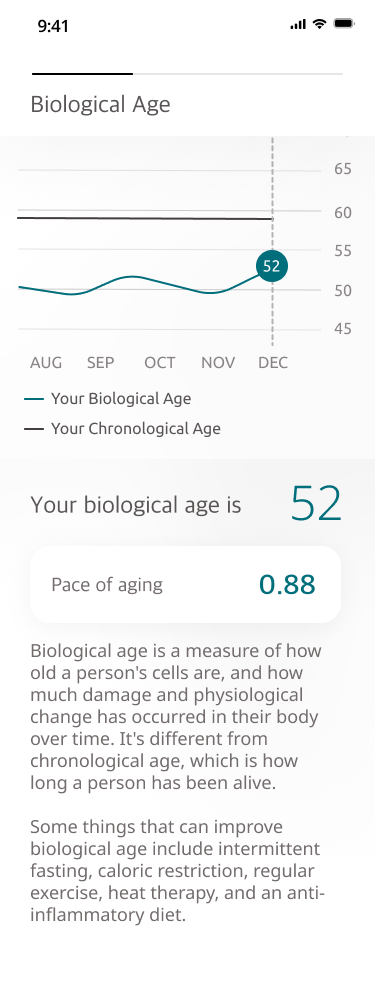 9:41
Biological Age
65
60
55
52
50
45
AUG SEP OCT NOV DEC
Your Biological Age
Your Chronological Age
Your biological age is 52
Pace of aging 0.88
Biological age is a measure of how
old a person's cells are, and how
much damage and physiological
change has occurred in their body
over time. It's different from
chronological age, which is how
long a person has been alive.
Some things that can improve
biological age include intermittent
fasting, caloric restriction, regular
exercise, heat therapy, and an anti-
inflammatory diet.